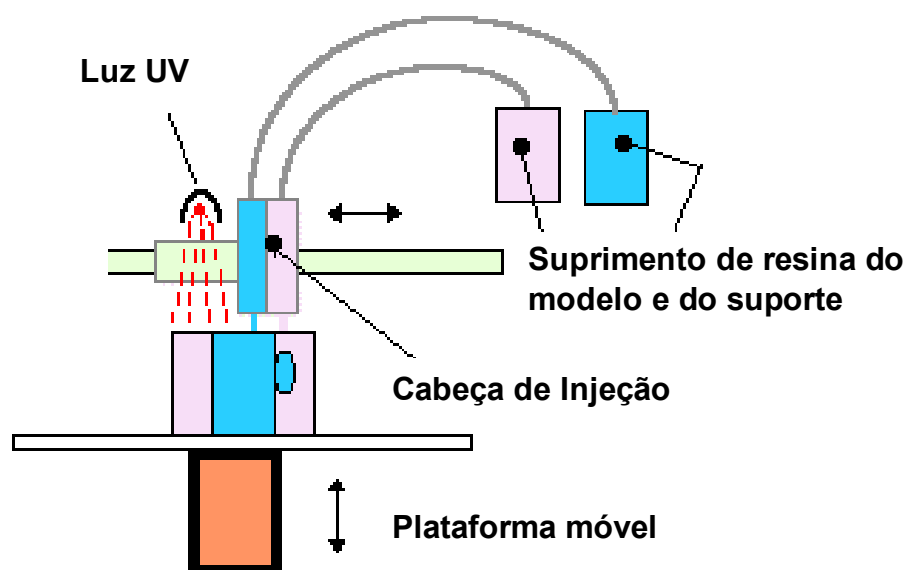 Luz UV
Suprimento de resina do
modelo e do suporte
Cabeça de Injeção
Plataforma móvel